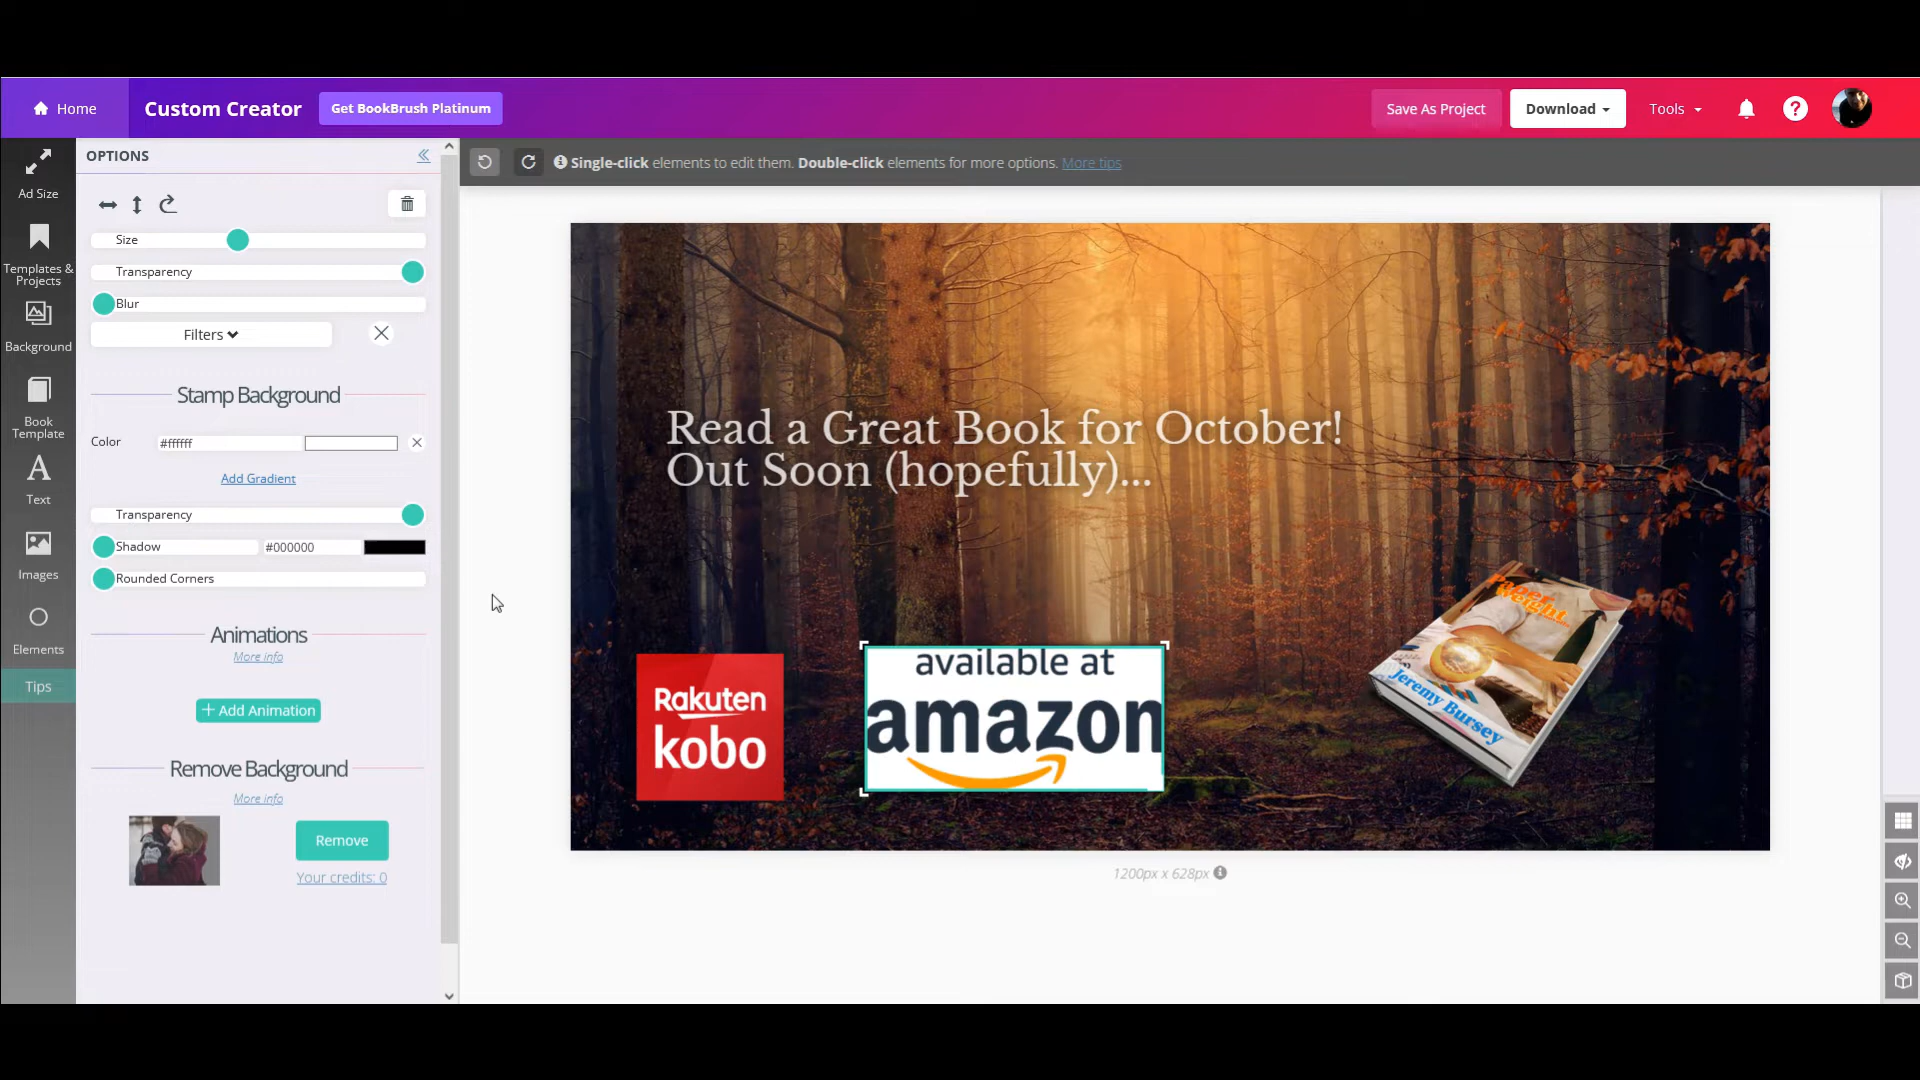 Home
Custom Creator
Get BookBrush Platinum
Save As Project
Download
Tools
?
OPTIONS
Single-click elements to edit them. Double-click elements for more options. More tips
Ad Size
Templates &
Projects
Background
Book
Template
Text
Images
Elements
Tips
Size
Transparency
Blur
Filters
Stamp Background
Color
#ffffff
Add Gradient
Transparency
Shadow
#000000
Rounded Corners
Animations
More info
+ Add Animation
Remove Background
More info
Remove
Your credits: 0
Read a Great Book for October!
Out Soon (hopefully)...
Rakuten
kobo
available at
amazon
Paper
Weight
Jeremy Bursey
1200px x 628px